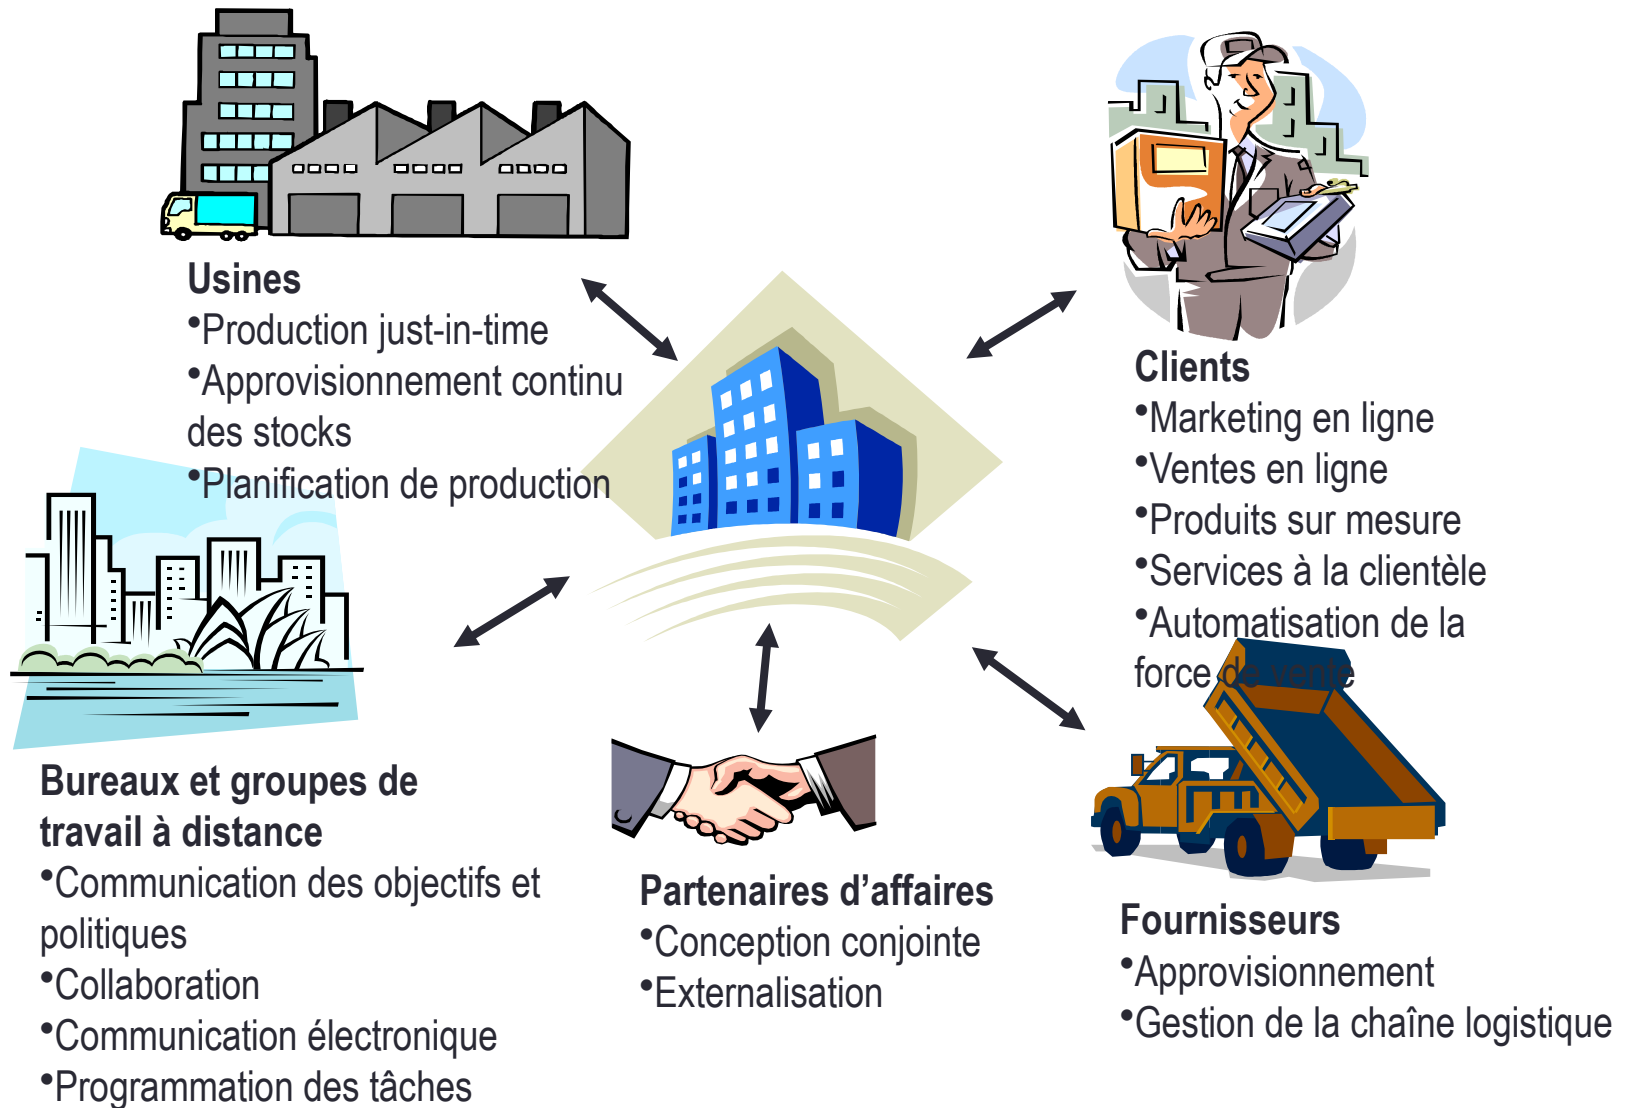 Usines
•Production just-in-time
•Approvisionnement continu
des stocks
•Planification de production
Clients
•Marketing en ligne
•Ventes en ligne
•Produits sur mesure
•Services à la clientèle
•Automatisation de la
force de vente
Bureaux et groupes de
travail à distance
•Communication des objectifs et
politiques
•Collaboration
•Communication électronique
•Programmation des tâches
Partenaires d’affaires
•Conception conjointe
•Externalisation
Fournisseurs
•Approvisionnement
•Gestion de la chaîne logistique